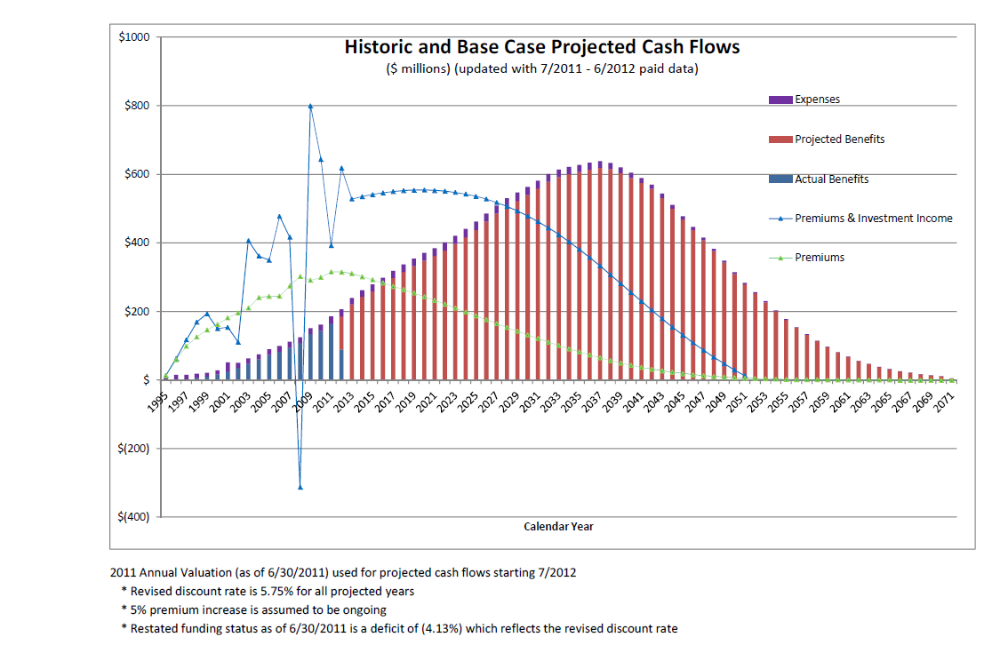 Historic and Base Case Projected Cash Flows
($ millions) (updated with 7/2011 - 6/2012 paid data)
$1000
$800
$600
$400
$200
$
$(200)
$(400)
Expenses
Projected Benefits
Actual Benefits
Premiums & Investment Income
Premiums
1995 1997 1999 2001 2003 2005 2007 2009 2011 2013 2015 2017 2019 2021 2023 2025 2027 2029 2031 2033 2035 2037 2039 2041 2043 2045 2047 2049 2051 2053 2055 2057 2059 2061 2063 2065 2067 2069 2071
Calendar Year
2011 Annual Valuation (as of 6/30/2011) used for projected cash flows starting 7/2012
* Revised discount rate is 5.75% for all projected years
* 5% premium increase is assumed to be ongoing
* Restated funding status as of 6/30/2011 is a deficit of (4.13%) which reflects the revised discount rate